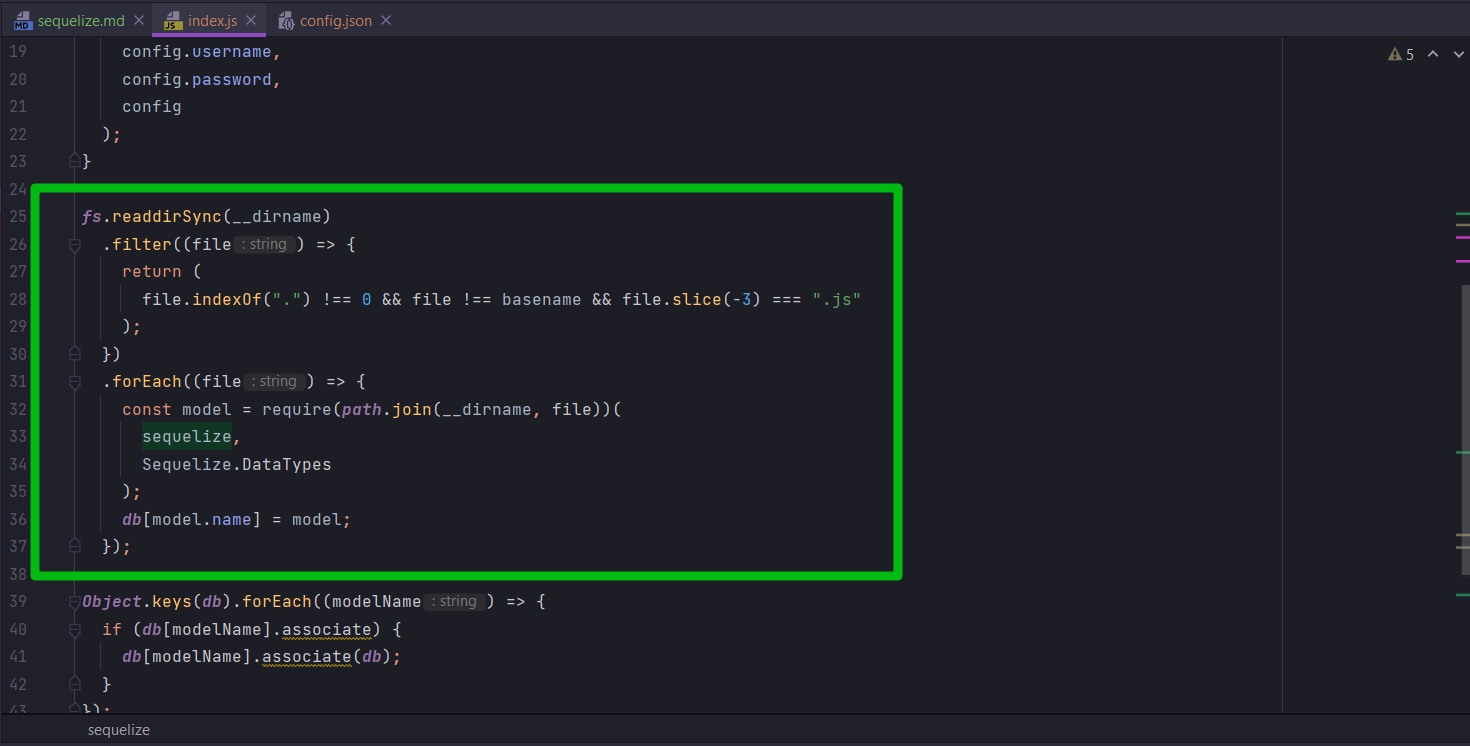 sequelize.md index.js config.json
5
19 config.username,
20 config.password,
21 config
22 );
23 }
24
25 fs.readdirSync(__dirname)
26 .filter((file : string ) => {
27 return (
28 file.indexOf(".") !== 0 && file !== basename && file.slice(-3) === ".js"
29 );
30 })
31 .forEach((file : string ) => {
32 const model = require(path.join(__dirname, file))(
33 sequelize,
34 Sequelize.DataTypes
35 );
36 db[model.name] = model;
37 });
38
39 Object.keys(db).forEach((modelName : string ) => {
40 if (db[modelName].associate) {
41 db[modelName].associate(db);
42 }
43 });
sequelize